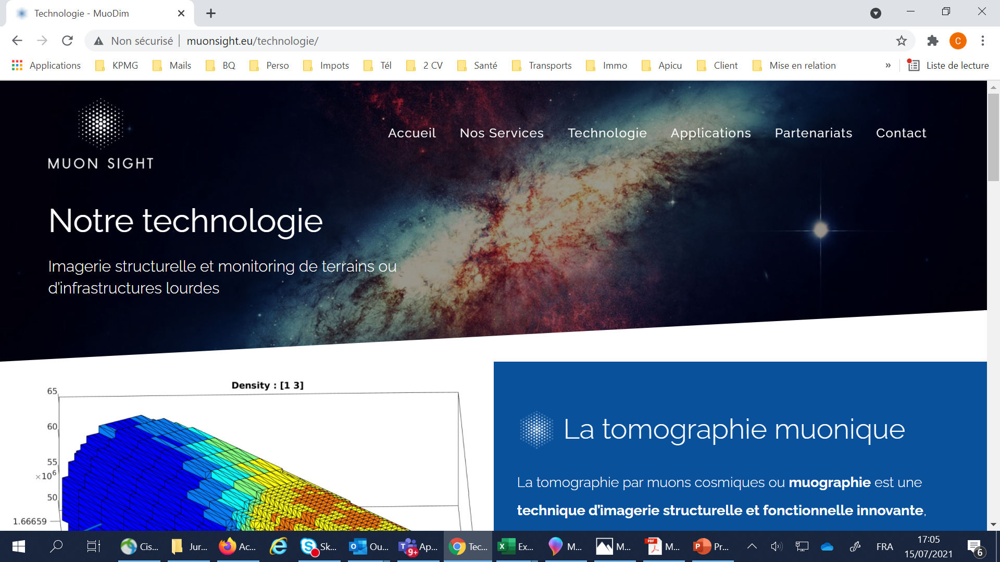 Technologie - MuoDim
Non sécurisé
muonsight.eu/technologie/
C
Applications
KPMG
Mails
BQ
Perso
Impots
Tél
2 CV
Santé
Transports
Immo
Apicu
Client
Mise en relation
»
Liste de lecture
MUON SIGHT
Accueil
Nos Services
Technologie
Applications
Partenariats
Contact
Notre technologie
Imagerie structurelle et monitoring de terrains ou
d'infrastructures lourdes
Density : [1 3]
65
60
55
×10⁶
50
1.66659
La tomographie muonique
La tomographie par muons cosmiques ou muographie est une
technique d'imagerie structurelle et fonctionnelle innovante,
Cis...
Jur...
Ac...
Sk...
Ou...
9+
Ap...
Tec...
Ex...
M...
M...
PDF
M...
Pr...
FRA
17:05
15/07/2021
6